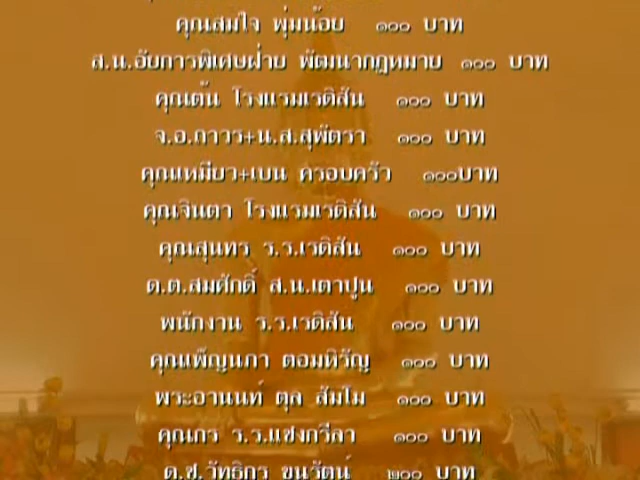 คุณสมใจ พุ่มน้อย ๑๐๐ บาท
ส.น.อัยการพิเศษฝ่าย พัฒนากฎหมาย ๑๐๐ บาท
คุณต้น โรงแรมเรดิสัน ๑๐๐ บาท
จ.อ.ถาวร+น.ส.สุพัตรา ๑๐๐ บาท
คุณเหมียว+เบน ครอบครัว ๑๐๐บาท
คุณจินตา โรงแรมเรดิสัน ๑๐๐ บาท
คุณสุนทร ร.ร.เรดิสัน ๑๐๐ บาท
ด.ต.สมศักดิ์ ส.น.เตาปูน ๑๐๐ บาท
พนักงาน ร.ร.เรดิสัน ๑๐๐ บาท
คุณเพ็ญนภา ตอมหิรัญ ๑๐๐ บาท
พระอานนท์ ตุล สัมโม ๑๐๐ บาท
คุณกร ร.ร.แชงกรีลา ๑๐๐ บาท
ด.ช.วัทธิกร ขนรัตน์ ๒๐๐ บาท